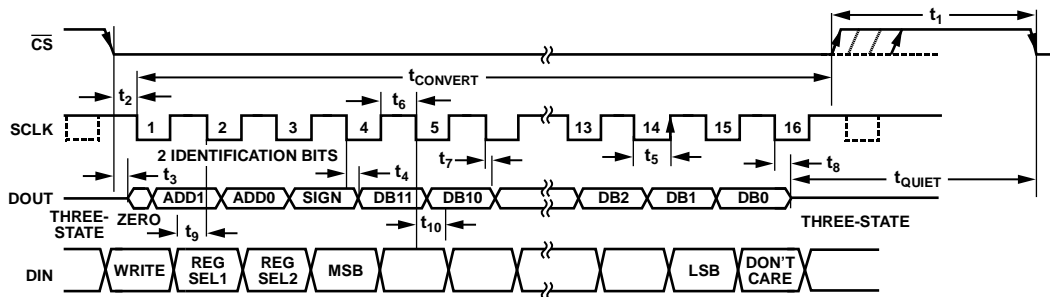 t1
CS
tCONVERT
t2
t6
SCLK
1 2 3 4 5 13 14 15 16
2 IDENTIFICATION BITS
t7
t5
t8
t3
t4
tQUIET
DOUT
ADD1 ADD0 SIGN DB11 DB10 DB2 DB1 DB0
THREE-
STATE
ZERO
THREE-STATE
t9
t10
DIN
WRITE
REG
SEL1
REG
SEL2
MSB
LSB
DON'T
CARE